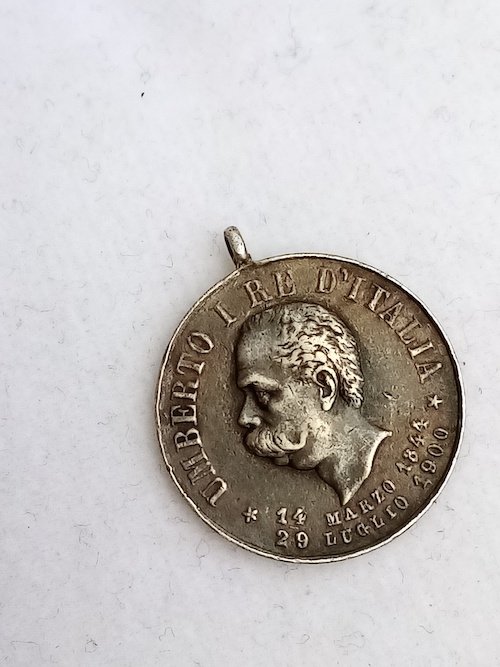 UMBERTO I RE D'ITALIA
* 14 MARZO 1844 *
29 LUGLIO 1900